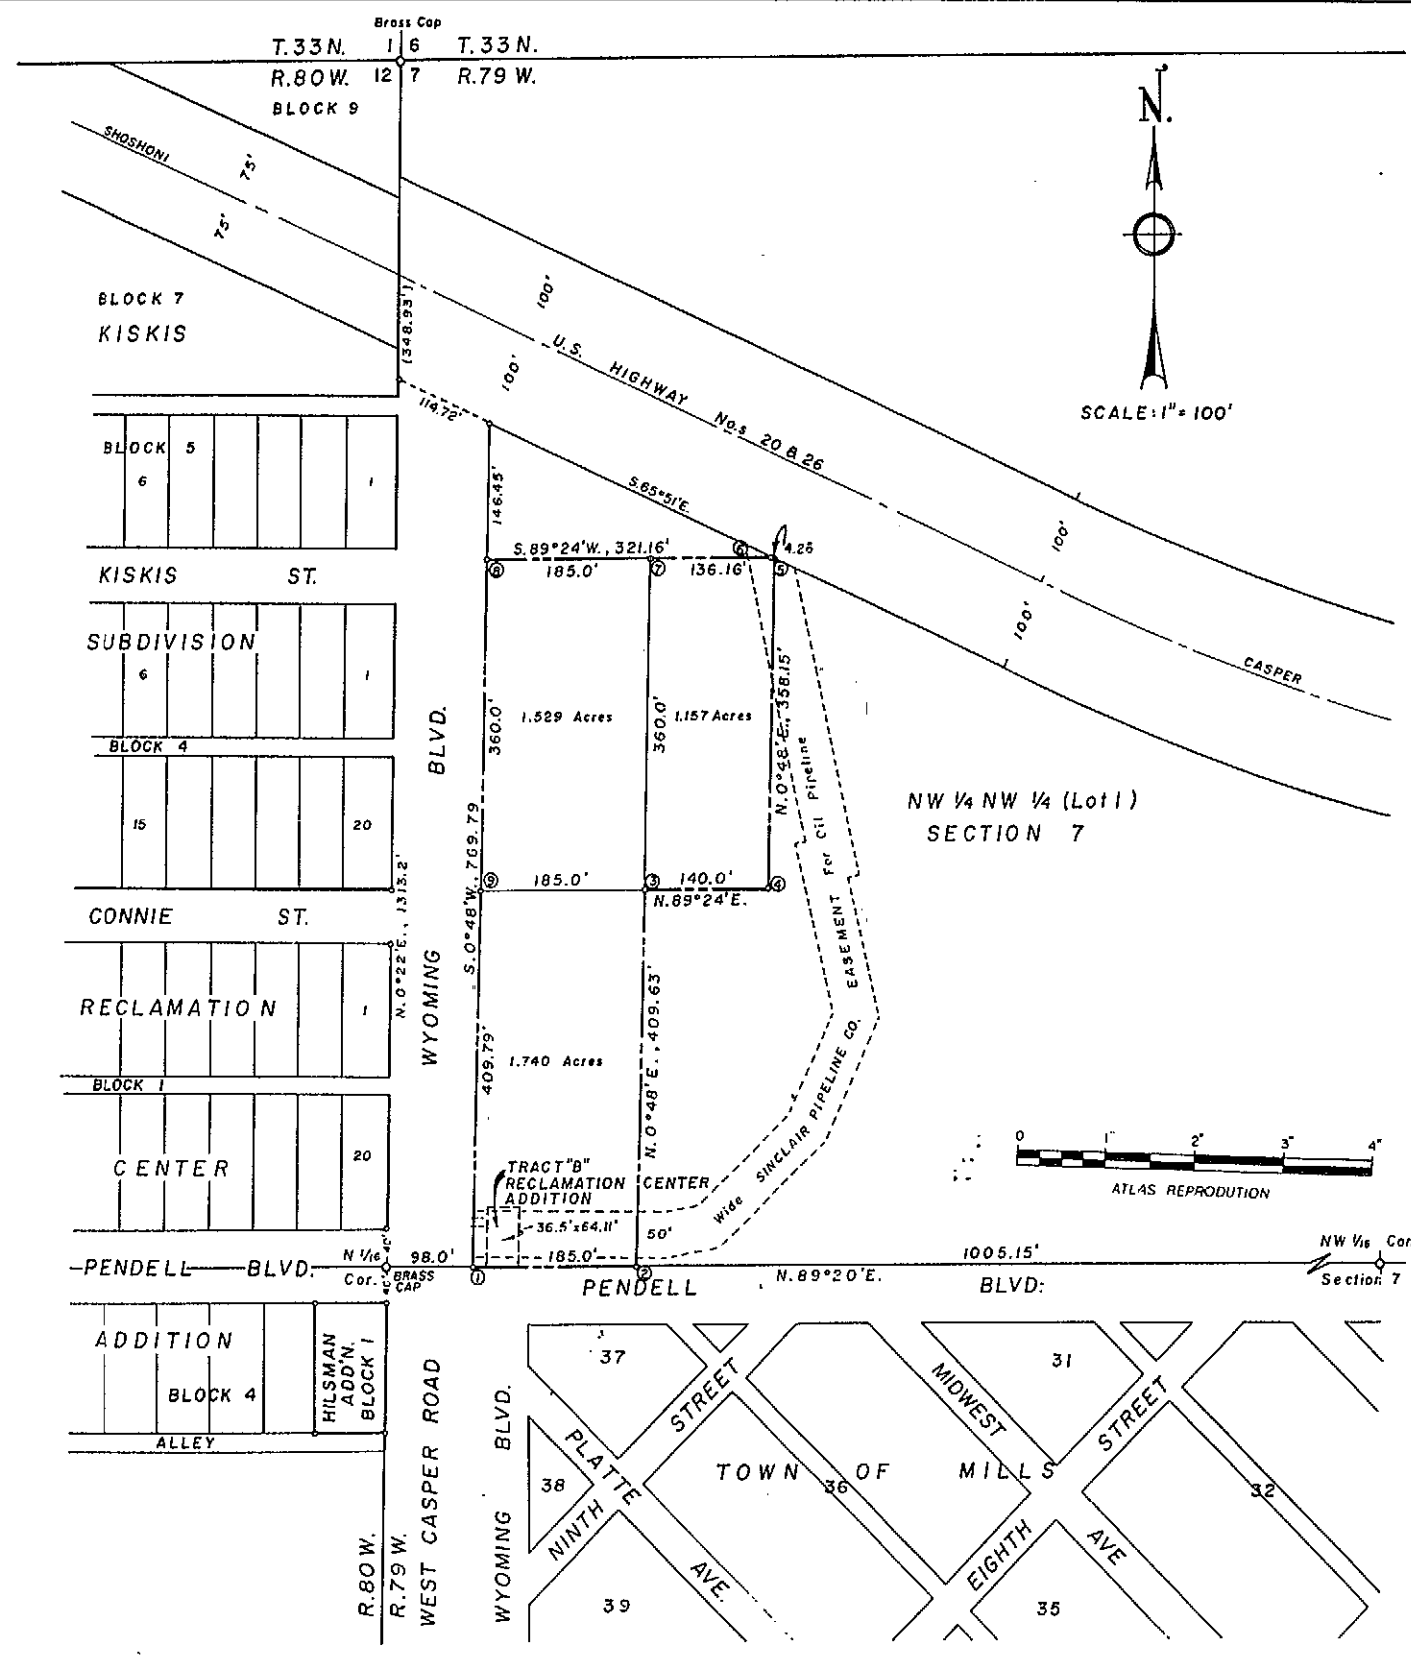 Brass Cap
T.33N. 1 6 T.33N.
R.80W. 12 7 R.79 W.
BLOCK 9
N.
SHOSHONI
75'
75'
100'
BLOCK 7
KISKIS
(348.93')
U.S. HIGHWAY No.s 20 & 26
100'
SCALE: 1" = 100'
114.72'
BLOCK 5
6
1
146.45'
S.65°51'E.
100'
S.89°24'W., 321.16'
⑥
14.26
⑧
185.0'
⑦
136.16'
⑤
KISKIS ST.
100'
SUBDIVISION
6
1
CASPER
BLVD.
360.0'
1.529 Acres
360.0'
1.157 Acres
N.0°48'E., 358.15'
BLOCK 4
15
20
NW ¼ NW ¼ (Lot 1)
SECTION 7
S.0°48'W., 769.79
N.0°22'E., 1313.2'
⑨
185.0'
③
140.0'
④
N.89°24'E.
CONNIE ST.
WYOMING
EASEMENT For Oil Pipeline
RECLAMATION
1
N.0°48'E., 409.63'
409.79'
1.740 Acres
BLOCK 1
Wide SINCLAIR PIPELINE CO.
CENTER
20
0 1" 2" 3" 4"
ATLAS REPRODUTION
TRACT "B"
RECLAMATION CENTER
ADDITION
36.5'x64.11'
50'
N 1/16
Cor.
40'
40'
BRASS
CAP
98.0'
185.0'
1005.15'
NW 1/16 Cor
Section 7
PENDELL BLVD.
①
②
N.89°20'E.
PENDELL BLVD:
ADDITION
BLOCK 4
HILSMAN
ADD'N.
BLOCK 1
ALLEY
37
31
STREET
MIDWEST
STREET
BLVD.
PLATTE
38
TOWN OF MILLS
36
32
NINTH
EIGHTH
AVE
AVE.
39
35
R.80W.
R.79W.
WEST CASPER ROAD
WYOMING